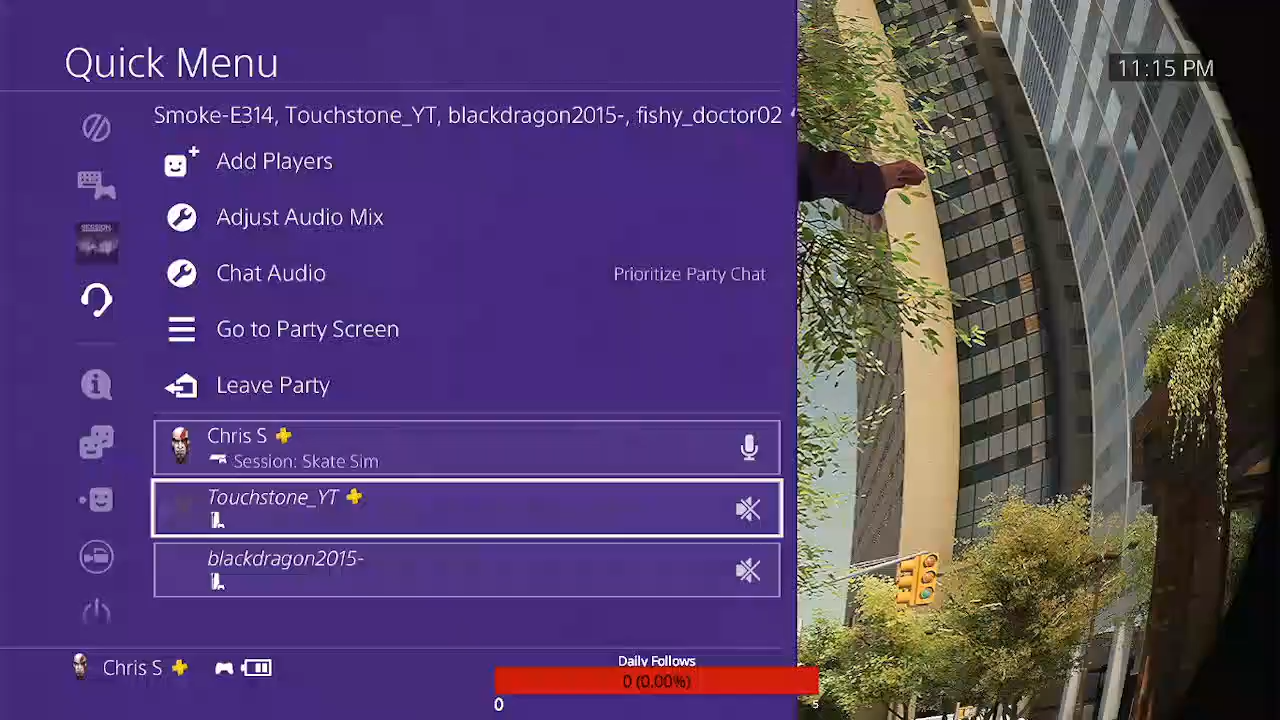 Quick Menu
11:15 PM
Smoke-E314, Touchstone_YT, blackdragon2015-, fishy_doctor02
Add Players
Adjust Audio Mix
SESSION
Chat Audio
Prioritize Party Chat
Go to Party Screen
Leave Party
Chris S
Session: Skate Sim
Touchstone_YT
blackdragon2015-
Chris S
Daily Follows
0 (0.00%)
0
5